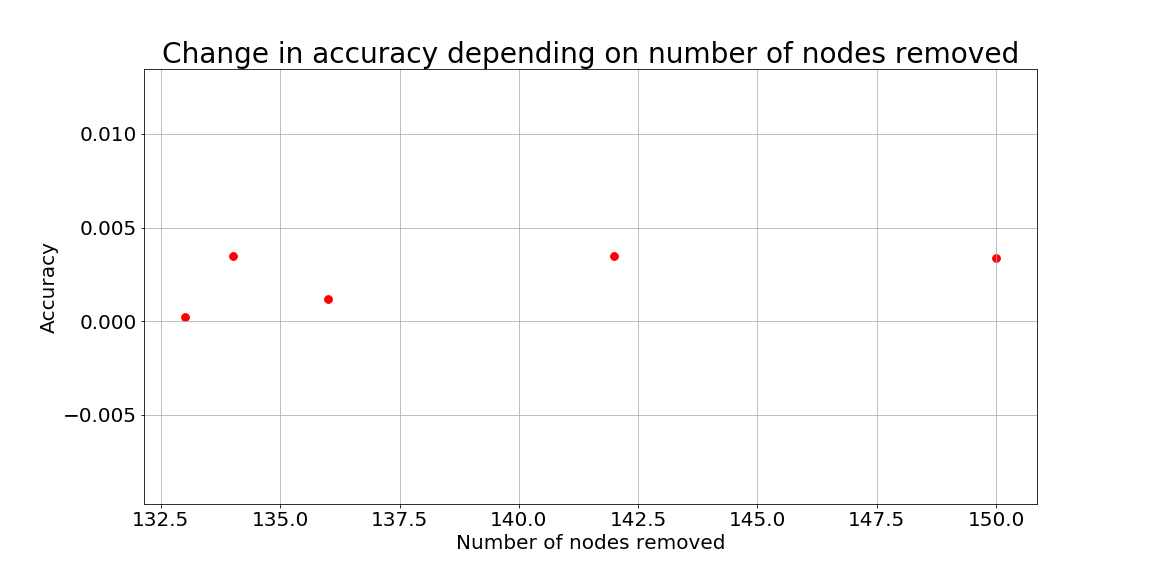 Change in accuracy depending on number of nodes removed
0.010
0.005
0.000
−0.005
Accuracy
132.5 135.0 137.5 140.0 142.5 145.0 147.5 150.0
Number of nodes removed